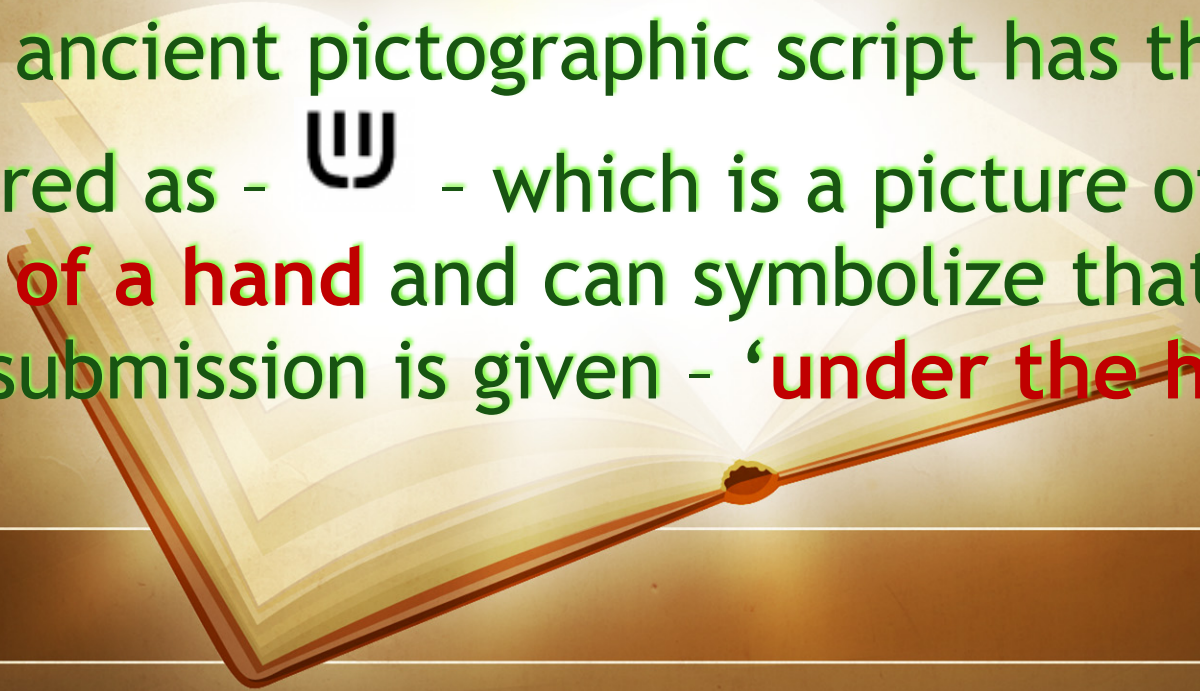 ancient pictographic script has th
red as – – which is a picture of
of a hand and can symbolize that
submission is given – ‘under the h